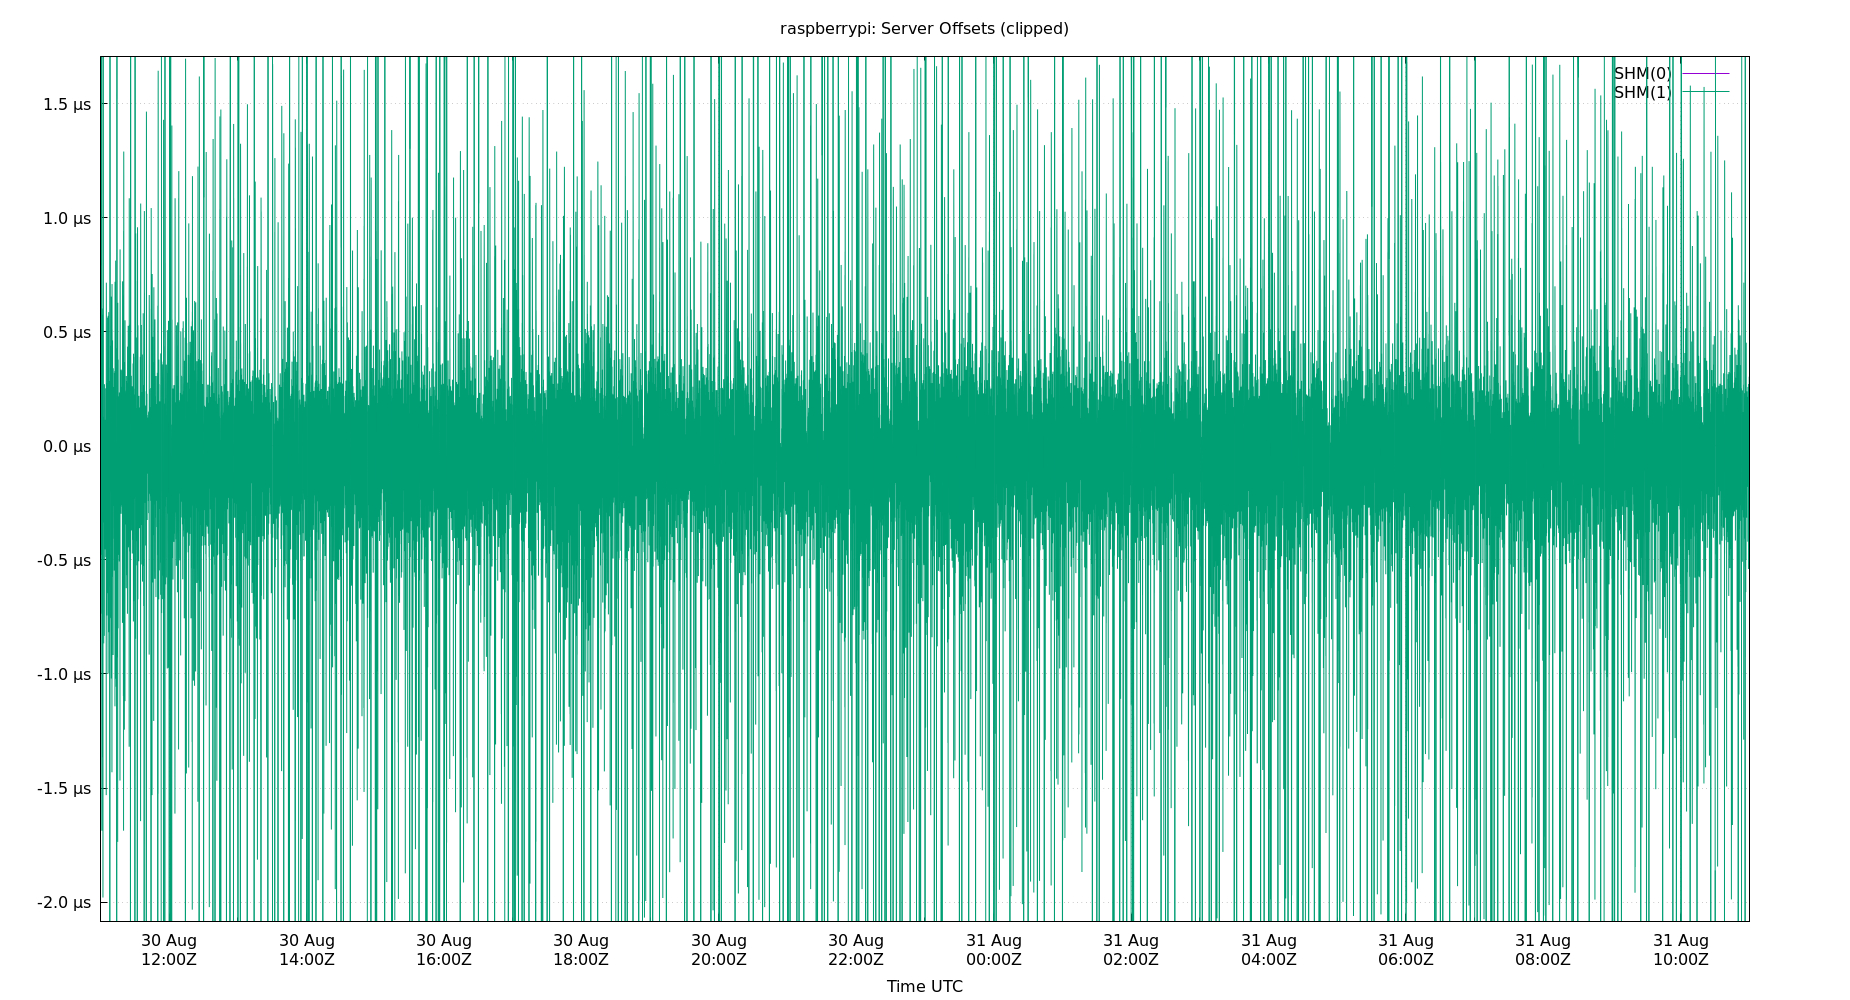 raspberrypi: Server Offsets (clipped)
SHM(0)
SHM(1)
1.5 µs
1.0 µs
0.5 µs
0.0 µs
-0.5 µs
-1.0 µs
-1.5 µs
-2.0 µs
30 Aug 30 Aug 30 Aug 30 Aug 30 Aug 30 Aug 31 Aug 31 Aug 31 Aug 31 Aug 31 Aug 31 Aug
12:00Z 14:00Z 16:00Z 18:00Z 20:00Z 22:00Z 00:00Z 02:00Z 04:00Z 06:00Z 08:00Z 10:00Z
Time UTC